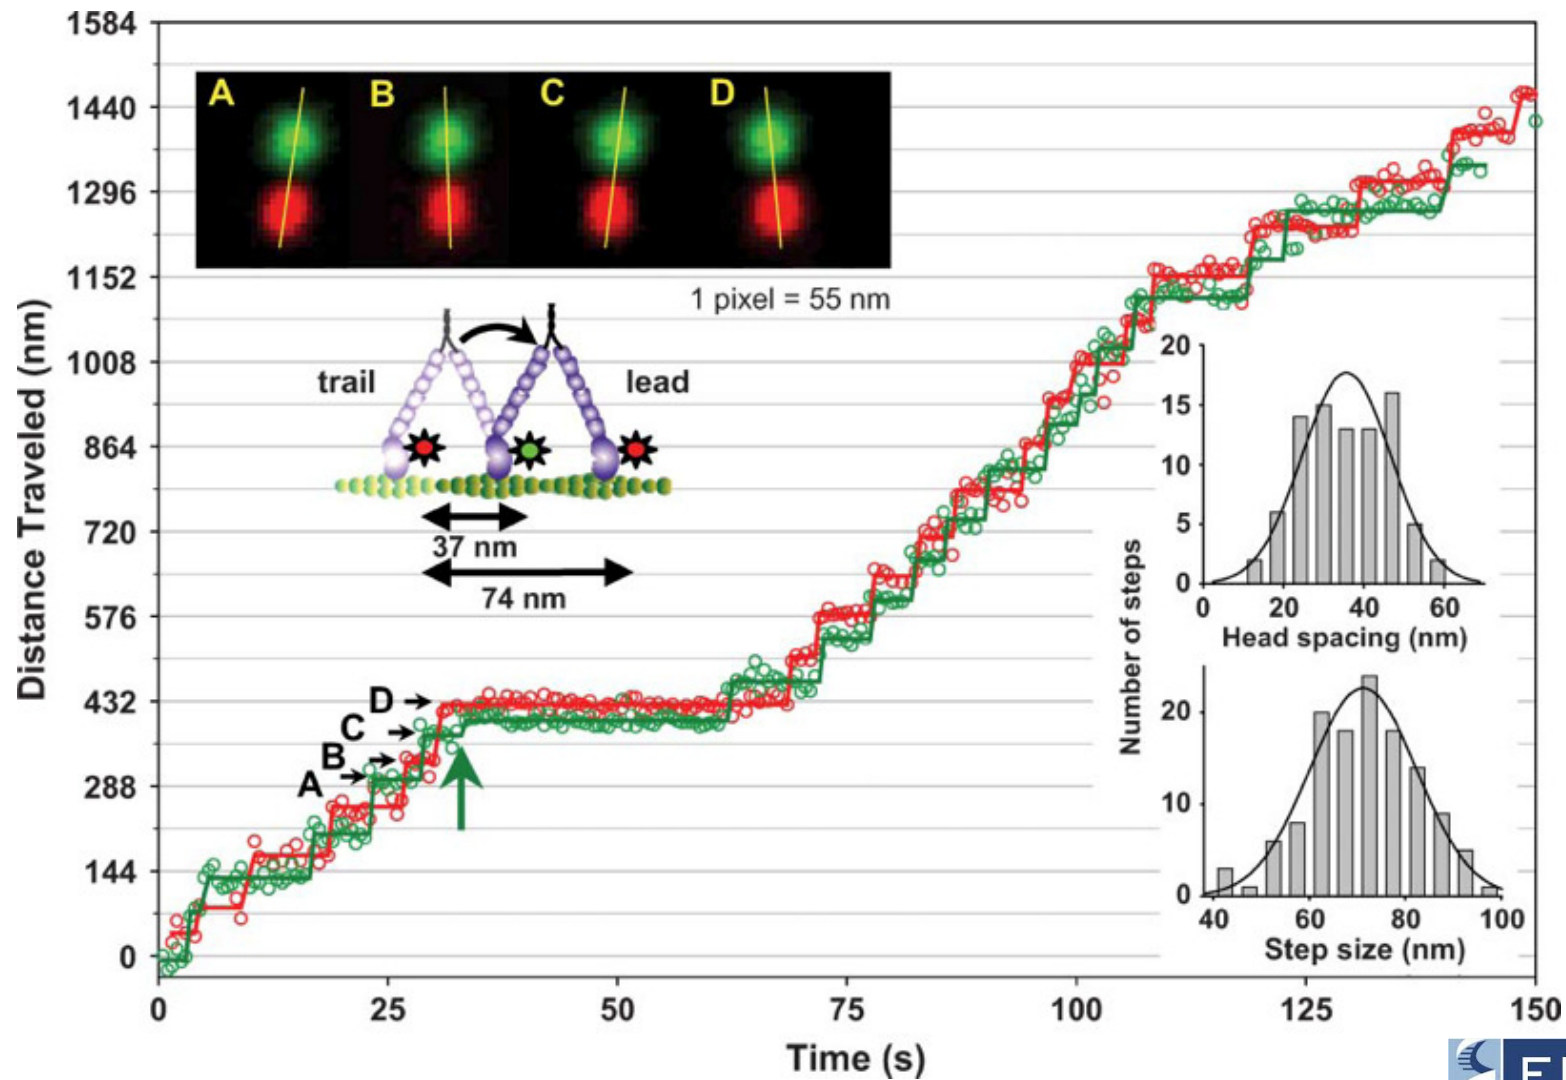 1584
1440
1296
1152
1008
864
720
576
432
288
144
0
Distance Traveled (nm)
A B C D
1 pixel = 55 nm
trail lead
37 nm
74 nm
D
C
B
A
Number of steps
20
15
10
5
0
0 20 40 60
Head spacing (nm)
20
10
0
40 60 80 100
Step size (nm)
0 25 50 75 100 125 150
Time (s)